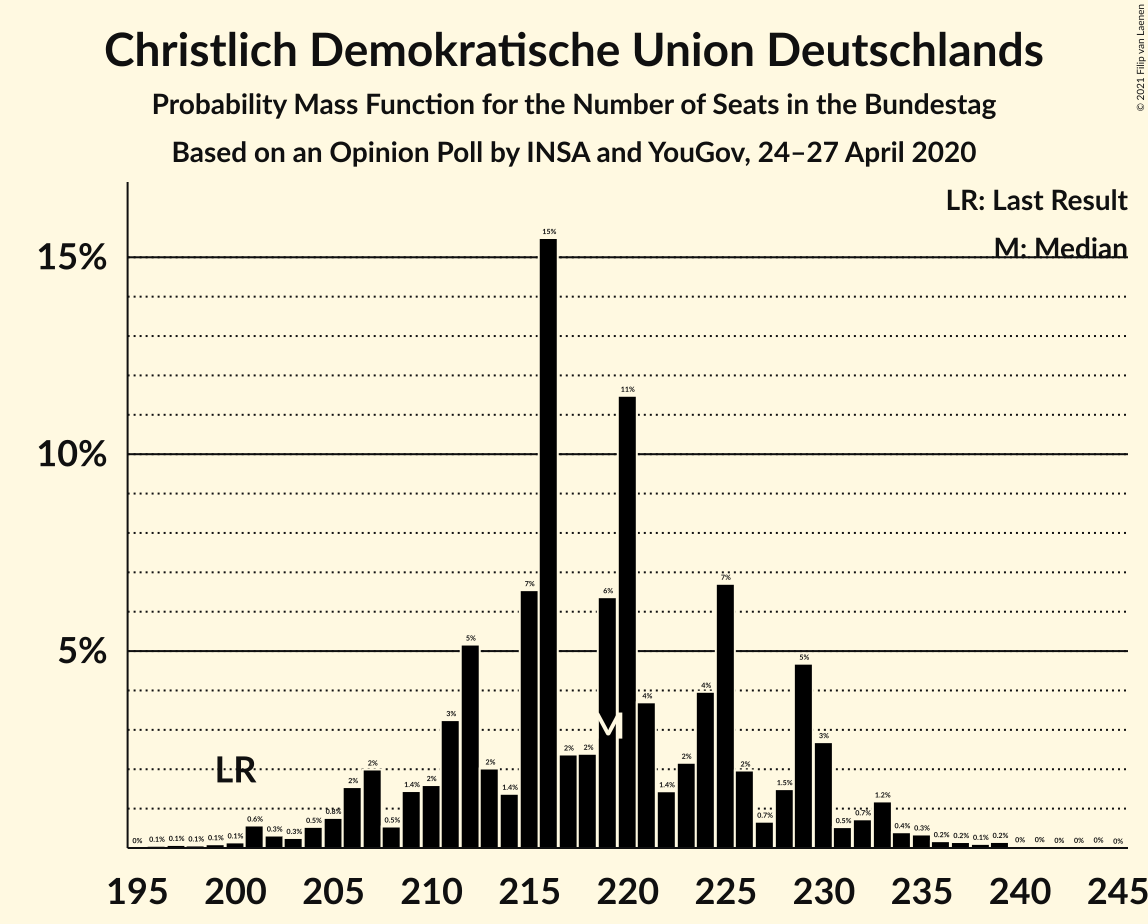 Christlich Demokratische Union Deutschlands
Probability Mass Function for the Number of Seats in the Bundestag
Based on an Opinion Poll by INSA and YouGov, 24–27 April 2020
© 2021 Filip van Laenen
LR: Last Result
M: Median
15%
10%
5%
LR
M
0% 0.1% 0.1% 0.1% 0.1% 0.1% 0.6% 0.3% 0.3% 0.5% 0.8% 2% 2% 0.5% 1.4% 2% 3% 5% 2% 1.4% 7% 15% 2% 2% 6% 11% 4% 1.4% 2% 4% 7% 2% 0.7% 1.5% 5% 3% 0.5% 0.7% 1.2% 0.4% 0.3% 0.2% 0.2% 0.1% 0.2% 0% 0% 0% 0% 0% 0%
195 200 205 210 215 220 225 230 235 240 245